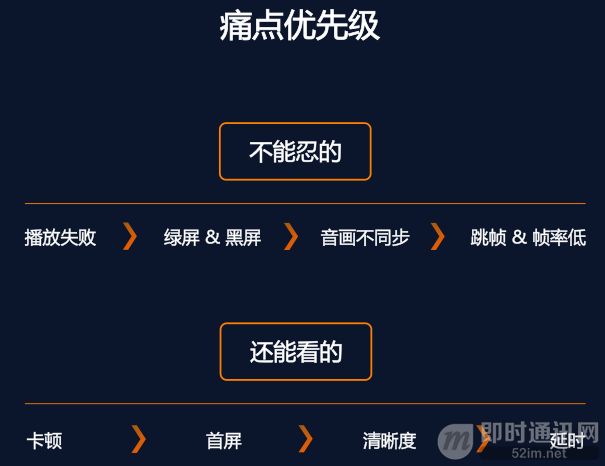 痛点优先级
不能忍的
播放失败 绿屏 & 黑屏 音画不同步 跳帧 & 帧率低
还能看的
卡顿 首屏 清晰度 延时
即时通讯网
52im.net